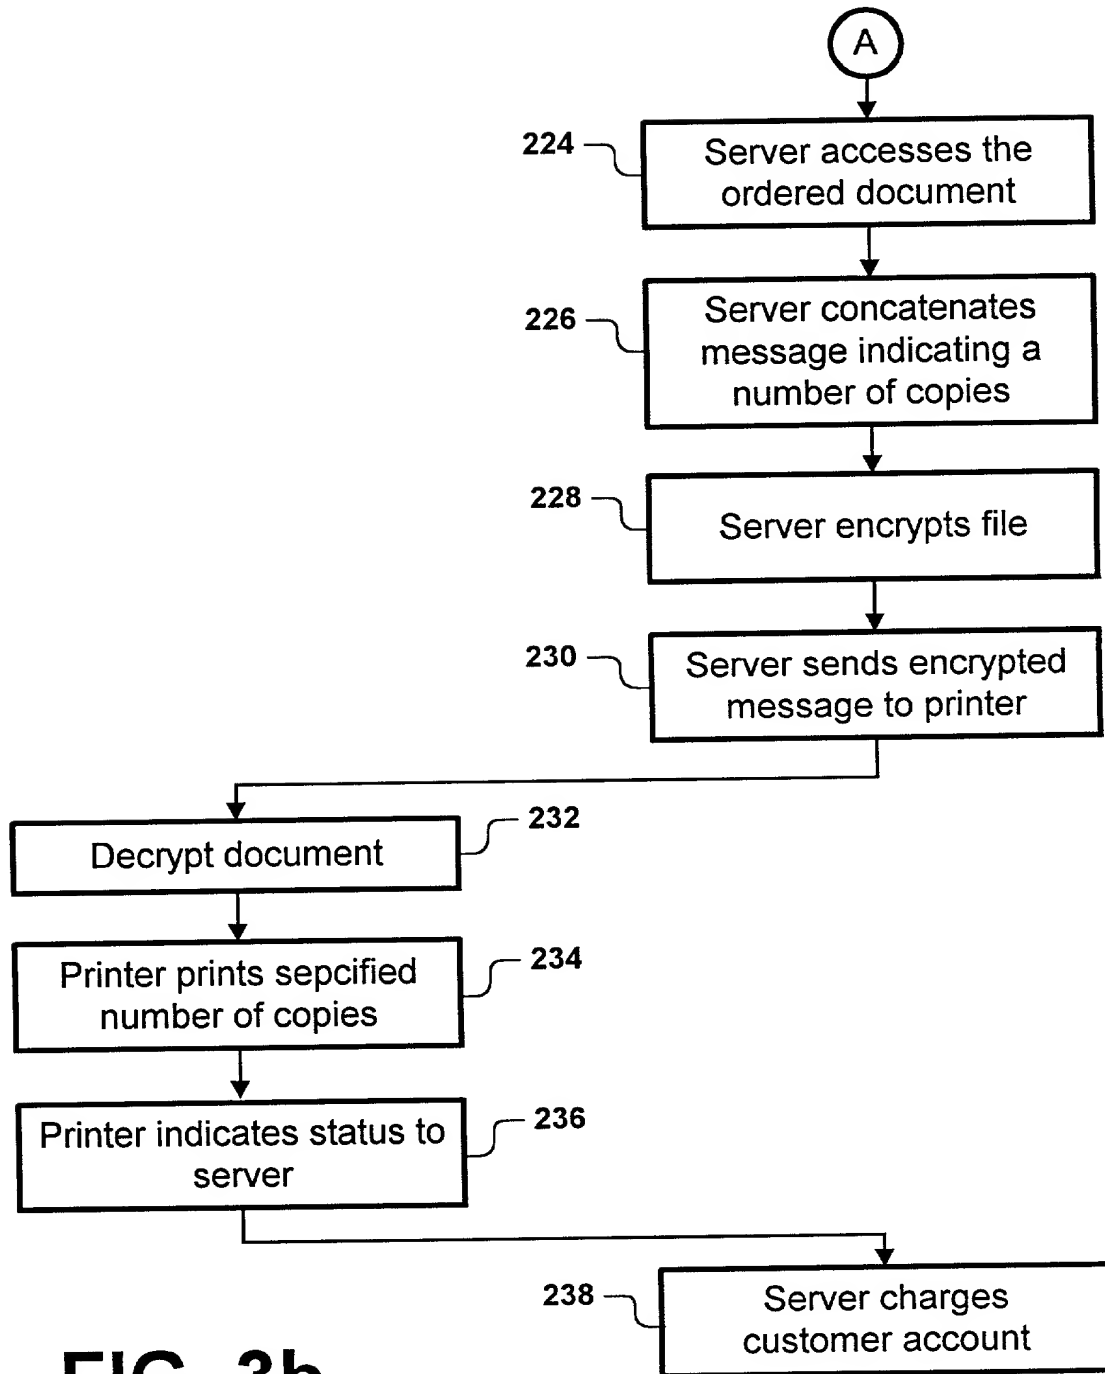 A
224
Server accesses the
ordered document
226
Server concatenates
message indicating a
number of copies
228
Server encrypts file
230
Server sends encrypted
message to printer
232
Decrypt document
234
Printer prints sepcified
number of copies
236
Printer indicates status to
server
238
Server charges
customer account
FIG. 3b